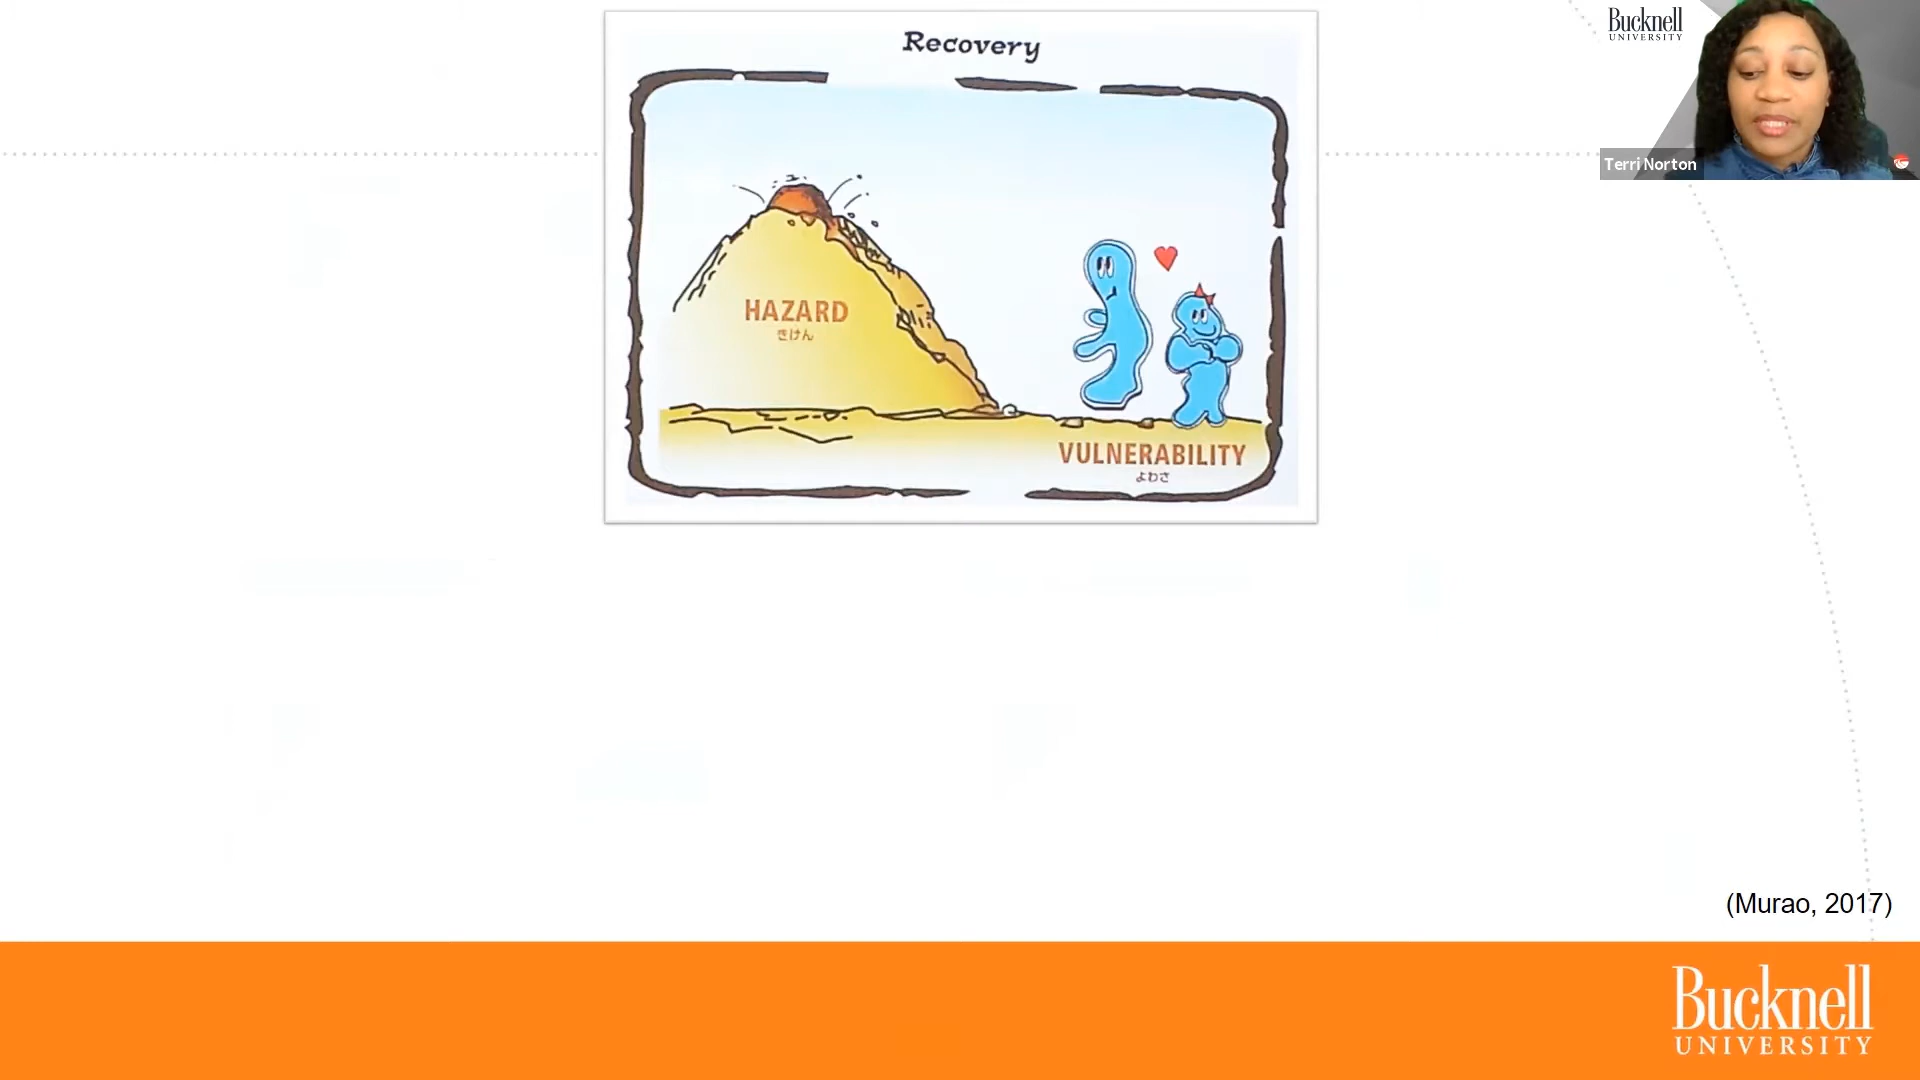 Recovery
HAZARD
きけん
VULNERABILITY
よわさ
Bucknell
UNIVERSITY
Terri Norton
(Murao, 2017)
Bucknell
UNIVERSITY